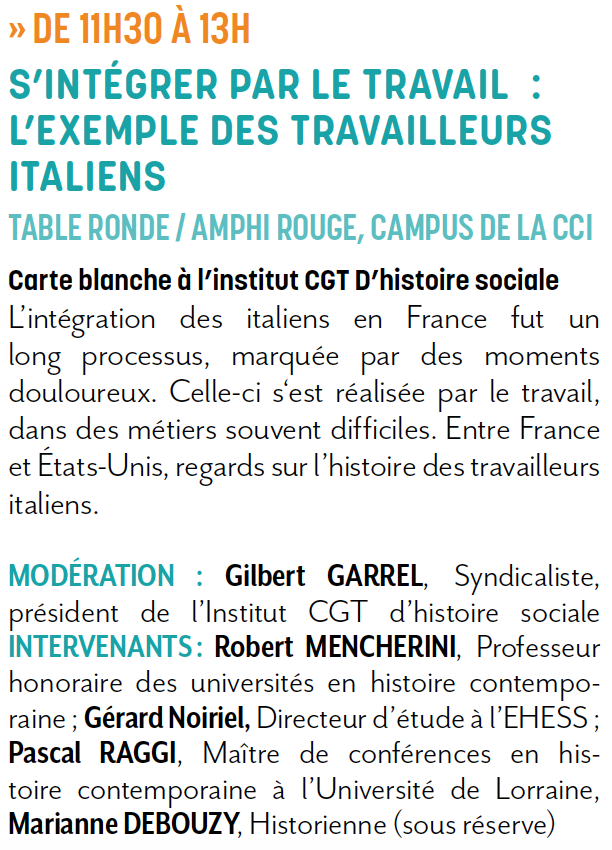 » DE 11H30 À 13H
S'INTÉGRER PAR LE TRAVAIL :
L'EXEMPLE DES TRAVAILLEURS
ITALIENS
TABLE RONDE / AMPHI ROUGE, CAMPUS DE LA CCI
Carte blanche à l'institut CGT D'histoire sociale
L'intégration des italiens en France fut un
long processus, marquée par des moments
douloureux. Celle-ci s‘est réalisée par le travail,
dans des métiers souvent difficiles. Entre France
et États-Unis, regards sur l'histoire des travailleurs
italiens.
MODÉRATION : Gilbert GARREL, Syndicaliste,
président de l'Institut CGT d'histoire sociale
INTERVENANTS : Robert MENCHERINI, Professeur
honoraire des universités en histoire contempo-
raine ; Gérard Noiriel, Directeur d'étude à l'EHESS ;
Pascal RAGGI, Maître de conférences en his-
toire contemporaine à l'Université de Lorraine,
Marianne DEBOUZY, Historienne (sous réserve)